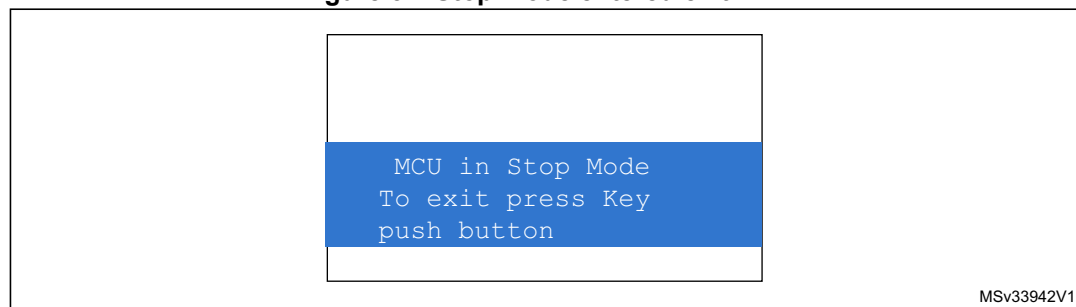 MCU in Stop Mode
To exit press Key
push button
MSv33942V1